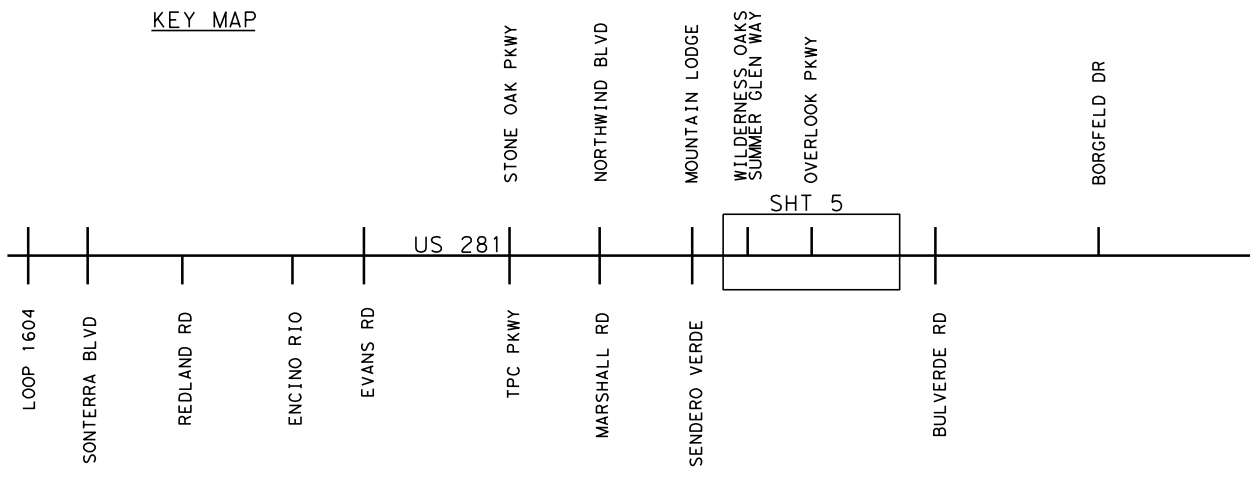 KEY MAP
STONE OAK PKWY
NORTHWIND BLVD
MOUNTAIN LODGE
WILDERNESS OAKS
SUMMER GLEN WAY
OVERLOOK PKWY
BORGFELD DR
SHT 5
US 281
LOOP 1604
SONTERRA BLVD
REDLAND RD
ENCINO RIO
EVANS RD
TPC PKWY
MARSHALL RD
SENDERO VERDE
BULVERDE RD